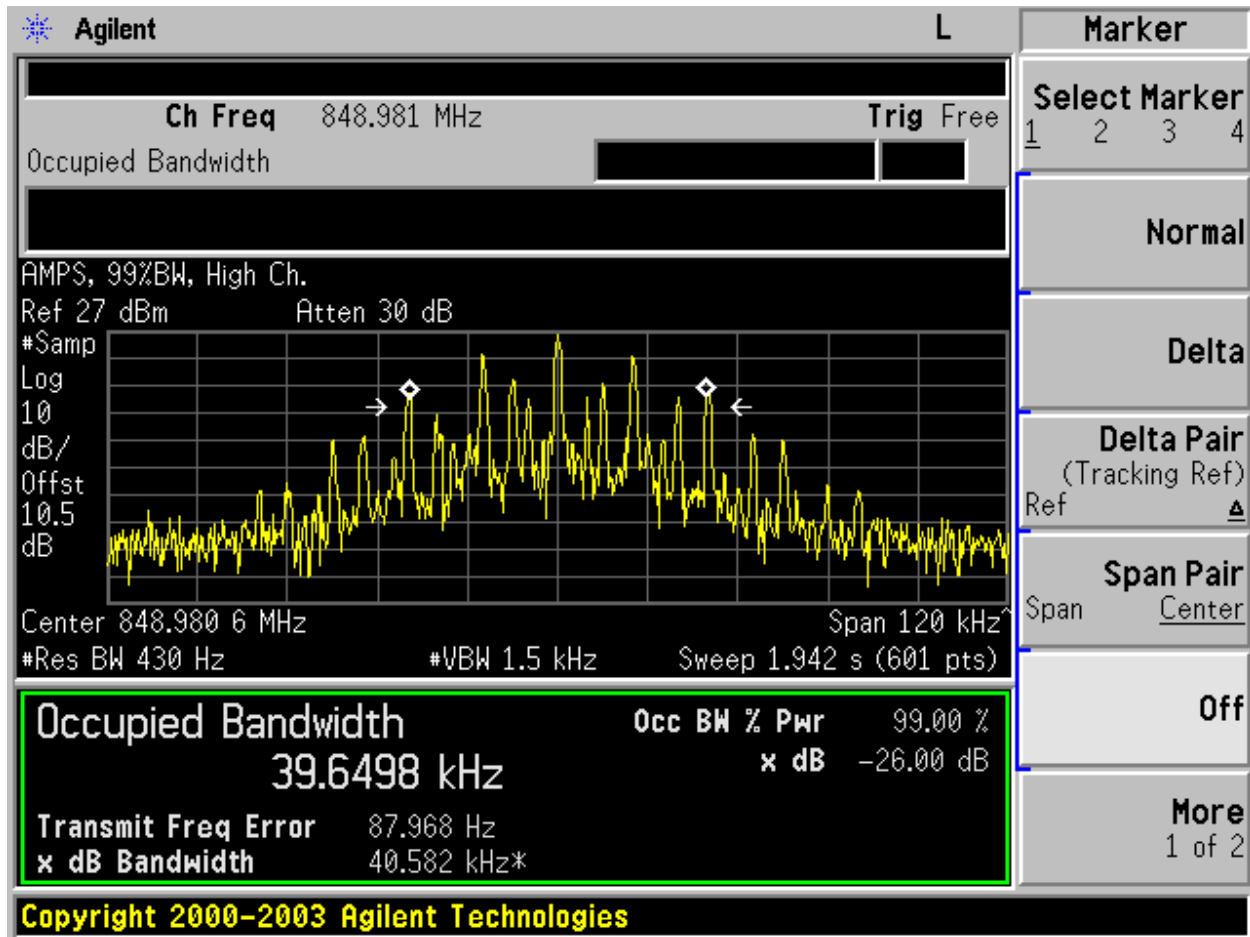 Agilent L Marker
Ch Freq 848.981 MHz Trig Free
Occupied Bandwidth
AMPS, 99%BW, High Ch.
Ref 27 dBm Atten 30 dB
#Samp
Log
10
dB/
Offst
10.5
dB
Center 848.980 6 MHz Span 120 kHz^
#Res BW 430 Hz #VBW 1.5 kHz Sweep 1.942 s (601 pts)
Occupied Bandwidth
39.6498 kHz
Occ BW % Pwr 99.00 %
x dB -26.00 dB
Transmit Freq Error 87.968 Hz
x dB Bandwidth 40.582 kHz*
Select Marker
1 2 3 4
Normal
Delta
Delta Pair
(Tracking Ref)
Ref Δ
Span Pair
Span Center
Off
More
1 of 2
Copyright 2000-2003 Agilent Technologies